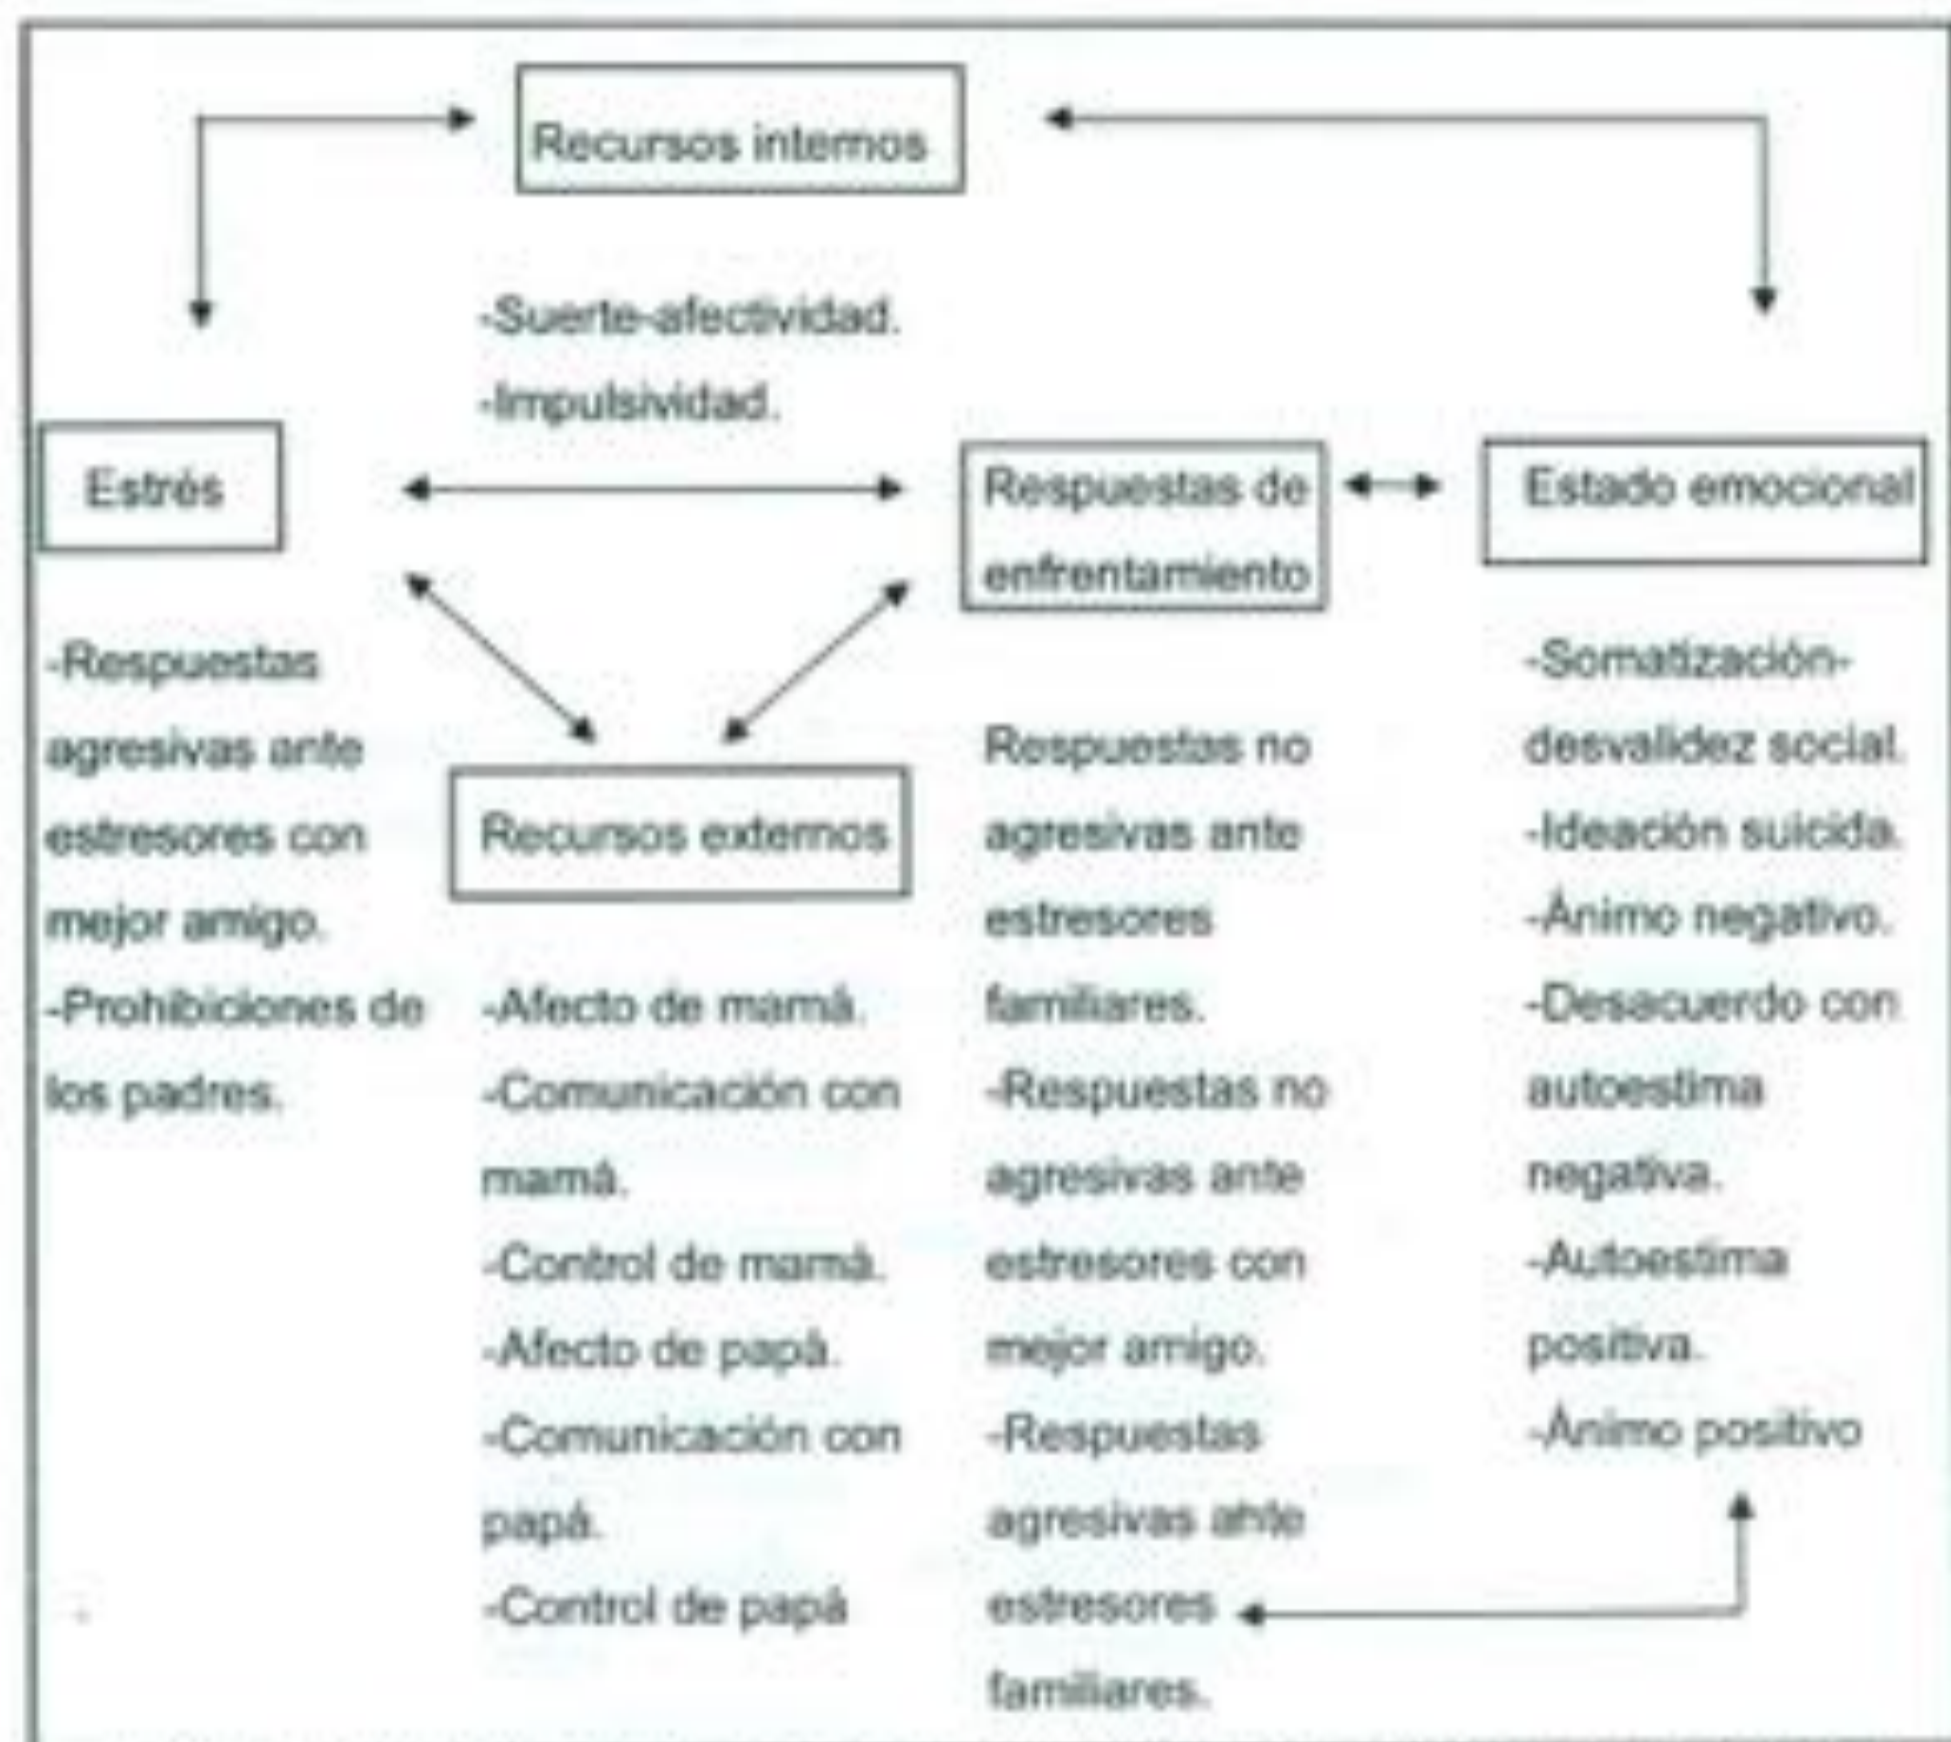 Recursos internos
-Suerte-afectividad.
-Impulsividad.
Estrés
-Respuestas
agresivas ante
estresores con
mejor amigo.
-Prohibiciones de
los padres.
Recursos externos
-Afecto de mamá.
-Comunicación con
mamá.
-Control de mamá.
-Afecto de papá.
-Comunicación con
papá.
-Control de papá
Respuestas de
enfrentamiento
Respuestas no
agresivas ante
estresores
familiares.
-Respuestas no
agresivas ante
estresores con
mejor amigo.
-Respuestas
agresivas ahte
estresores
familiares.
Estado emocional
-Somatización-
desvalidez social.
-Ideación suicida.
-Ánimo negativo.
-Desacuerdo con
autoestima
negativa.
-Autoestima
positiva.
-Ánimo positivo